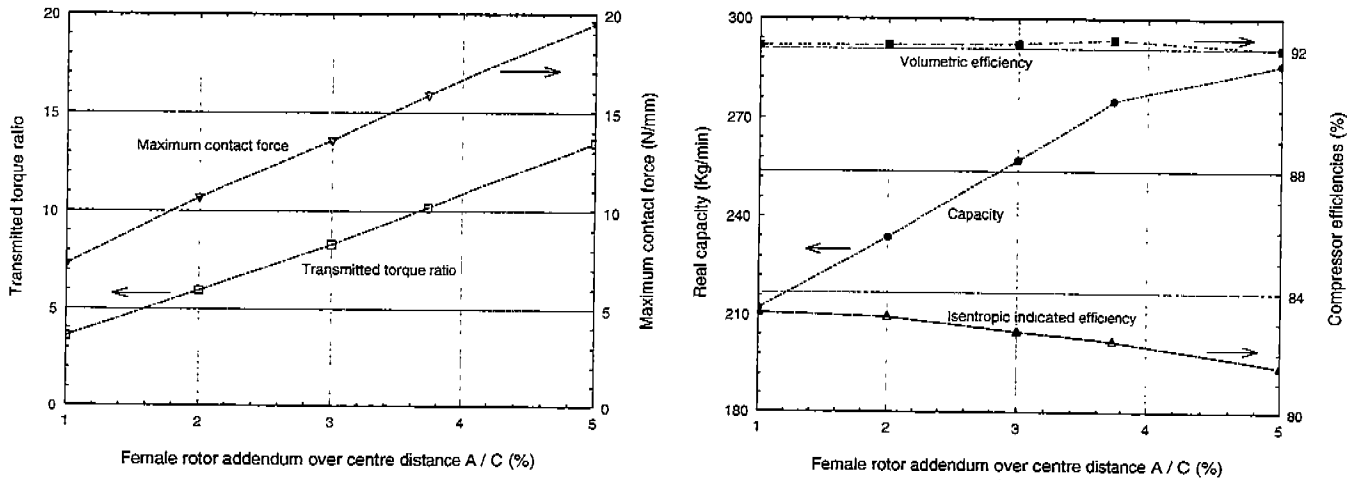 20
15
10
5
0
Transmitted torque ratio
Maximum contact force
Transmitted torque ratio
20
15
10
5
0
Maximum contact force (N/mm)
1 2 3 4 5
Female rotor addendum over centre distance A / C (%)
300
270
240
210
180
Real capacity (Kg/min)
Volumetric efficiency
Capacity
Isentropic indicated efficiency
92
88
84
80
Compressor efficiencies (%)
1 2 3 4 5
Female rotor addendum over centre distance A / C (%)